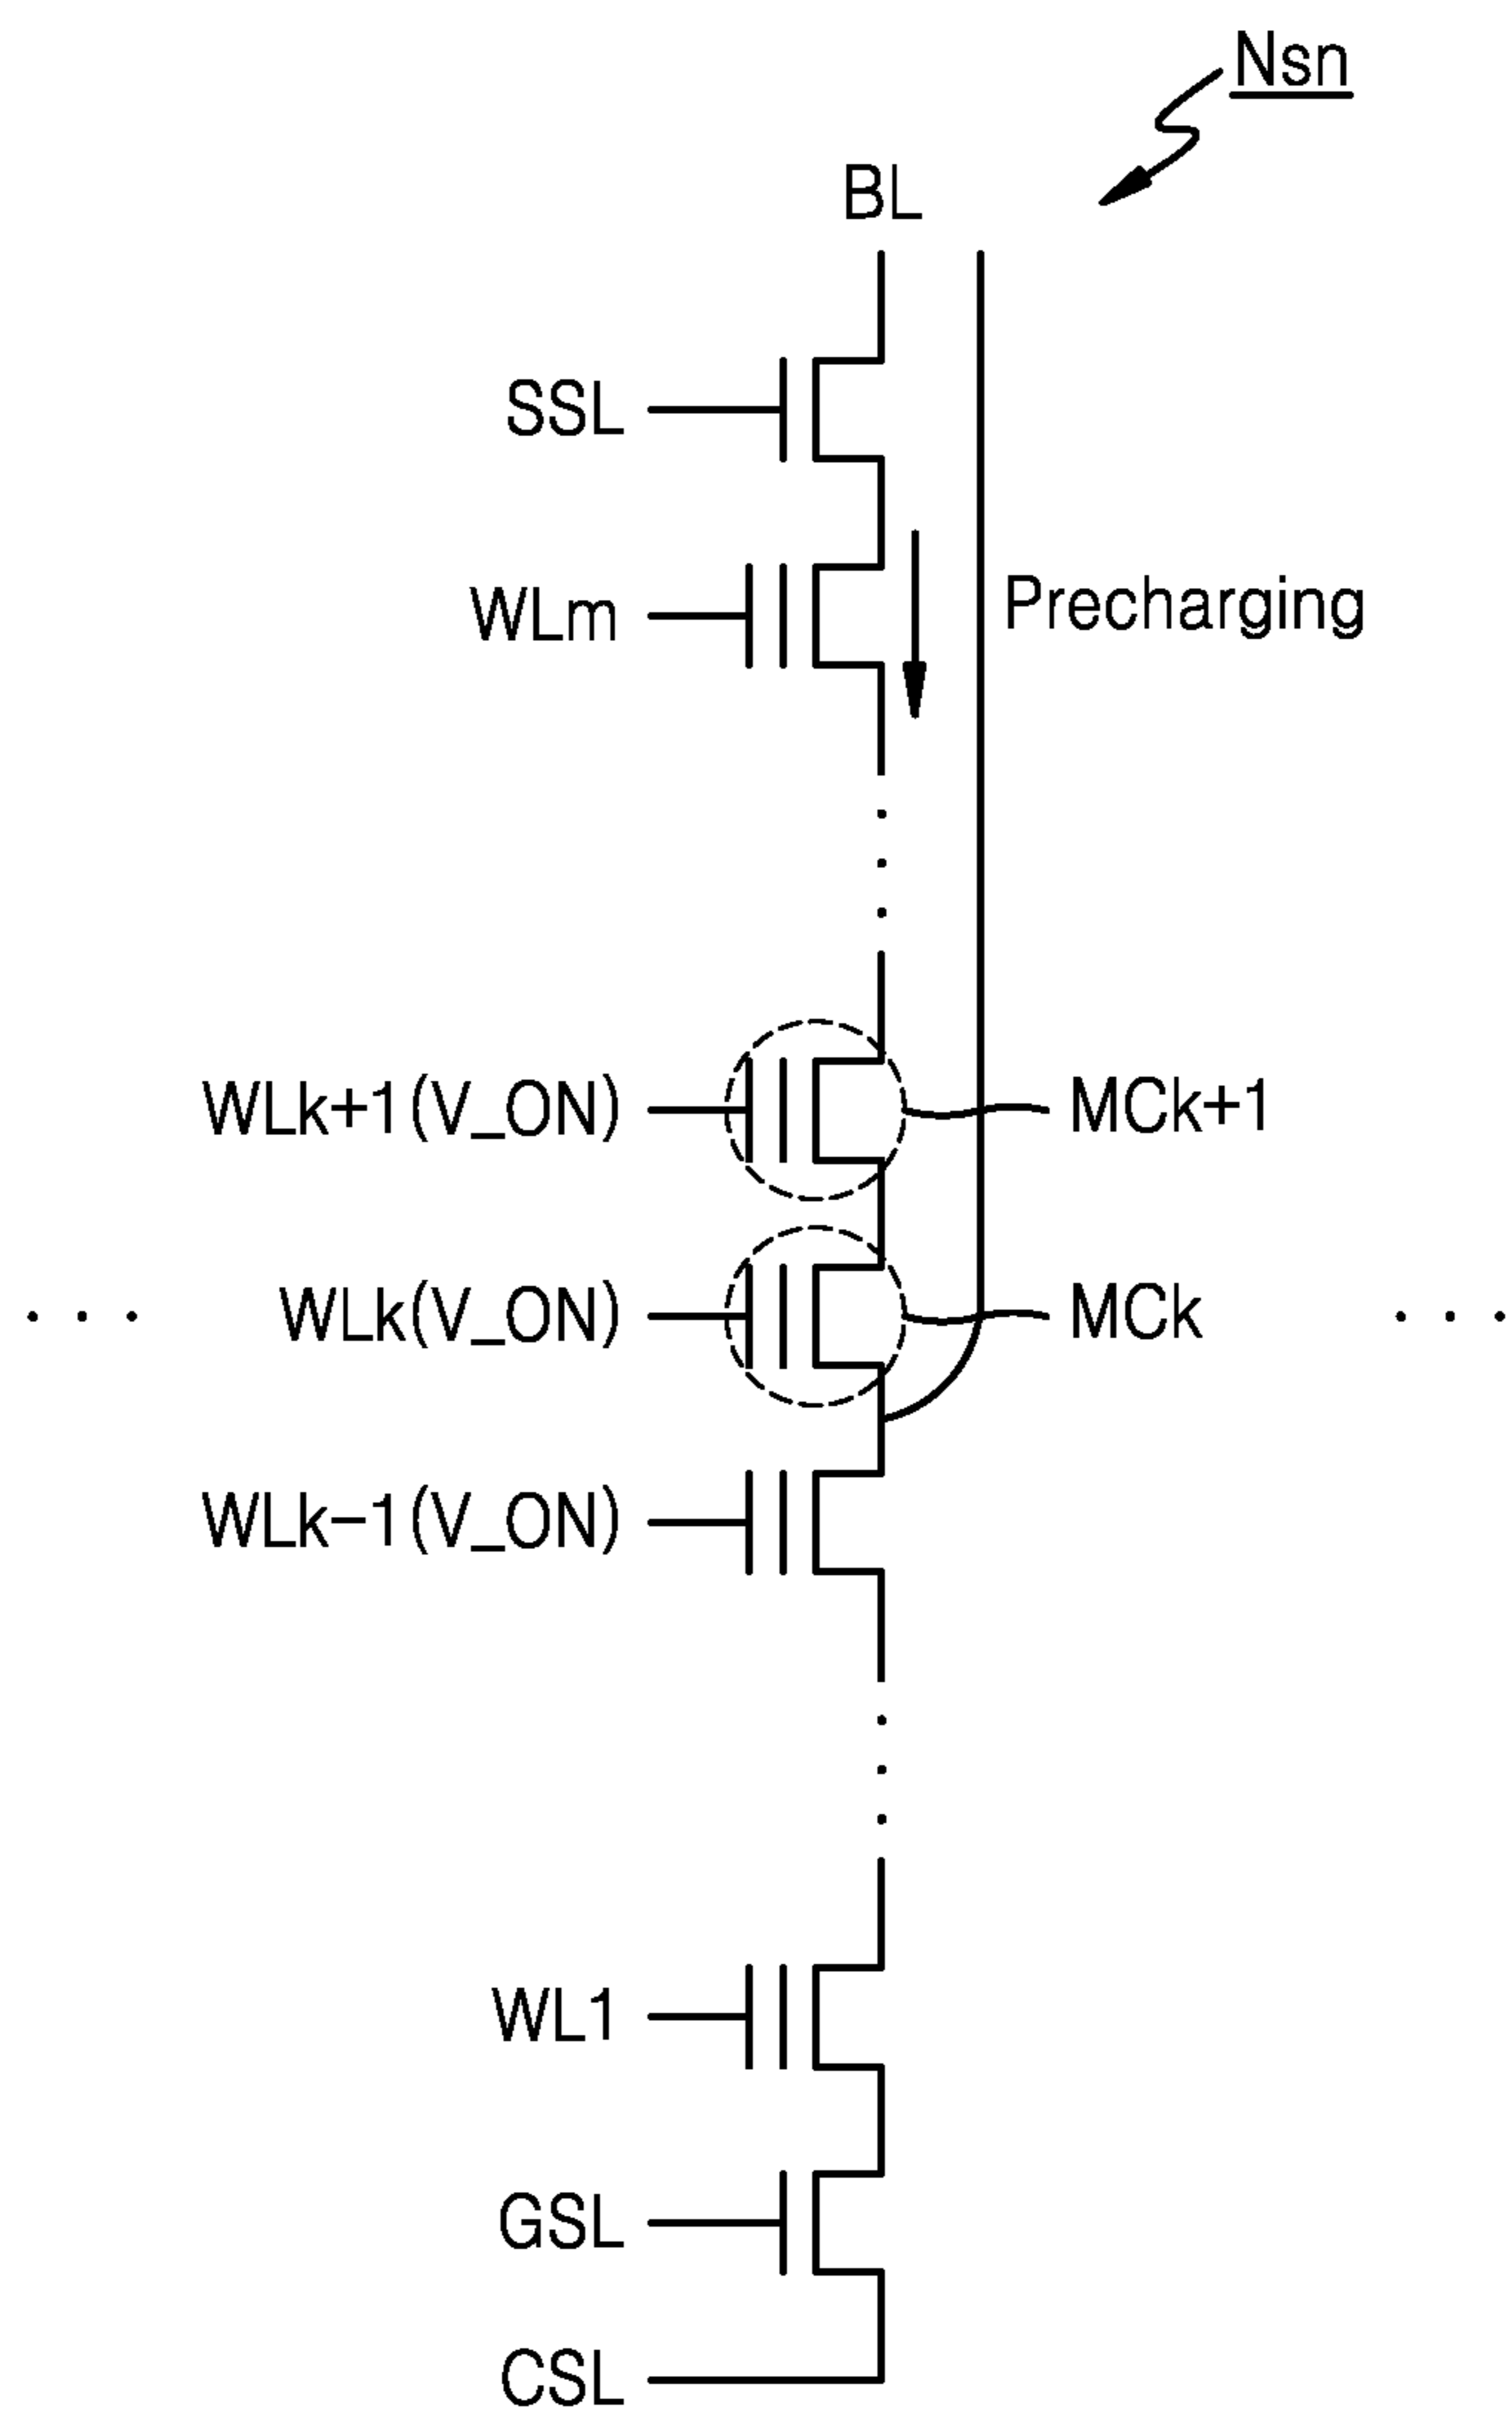 Nsn
BL
SSL
WLm
Precharging
WLk+1(V_ON)
MCk+1
. . .
WLk(V_ON)
MCk
. . .
WLk-1(V_ON)
WL1
GSL
CSL